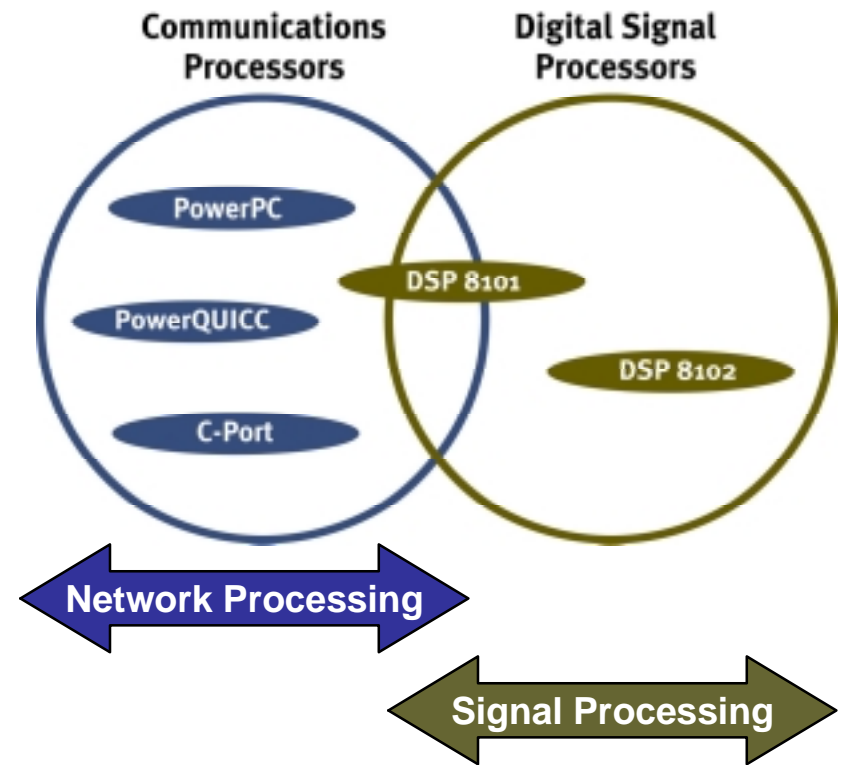 Communications
Processors
Digital Signal
Processors
PowerPC
DSP 8101
PowerQUICC
DSP 8102
C-Port
Network Processing
Signal Processing